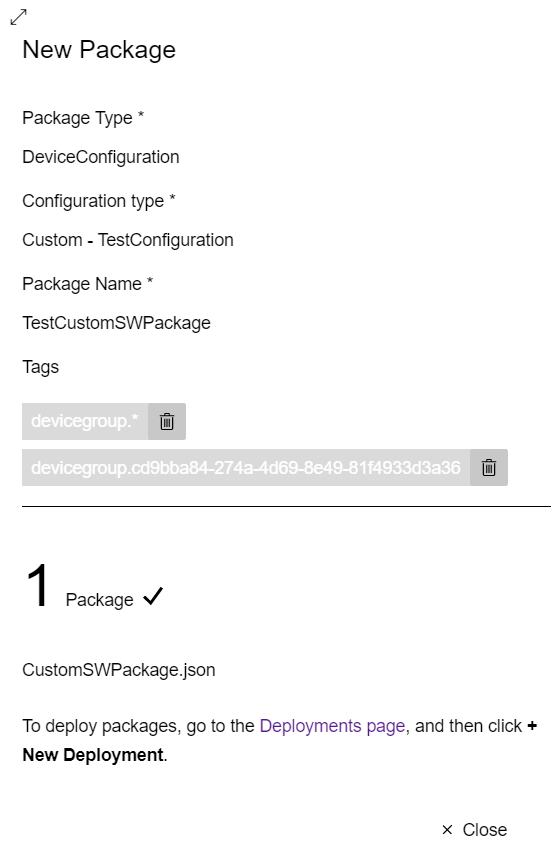 New Package
Package Type *
DeviceConfiguration
Configuration type *
Custom - TestConfiguration
Package Name *
TestCustomSWPackage
Tags
devicegroup.*
devicegroup.cd9bba84-274a-4d69-8e49-81f4933d3a36
1 Package
CustomSWPackage.json
To deploy packages, go to the Deployments page, and then click +
New Deployment.
Close